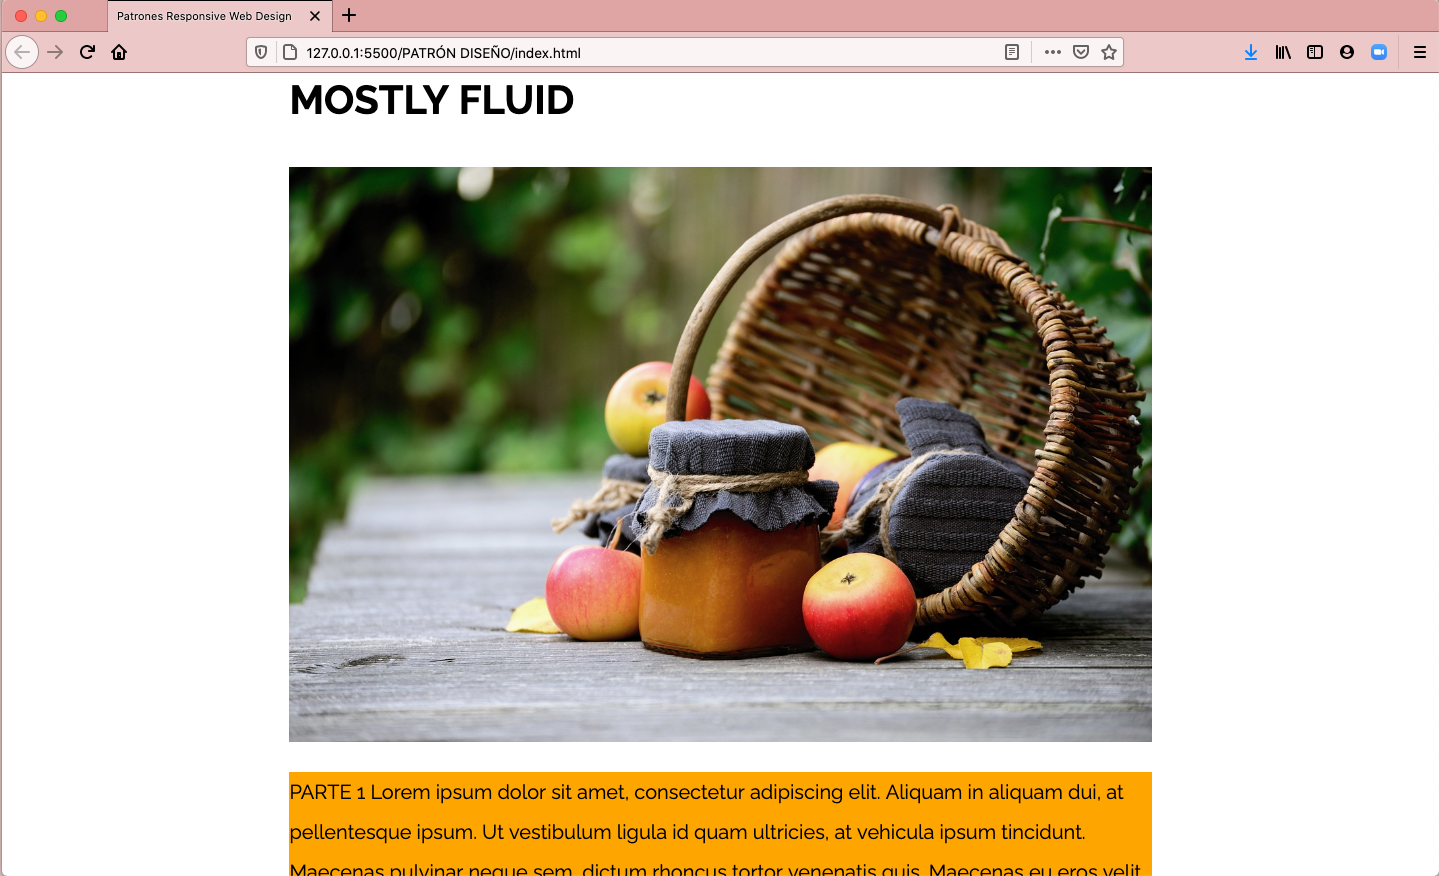 Patrones Responsive Web Design
127.0.0.1:5500/PATRÓN DISEÑO/index.html
MOSTLY FLUID
PARTE 1 Lorem ipsum dolor sit amet, consectetur adipiscing elit. Aliquam in aliquam dui, at
pellentesque ipsum. Ut vestibulum ligula id quam ultricies, at vehicula ipsum tincidunt.
Maecenas pulvinar neque sem, dictum rhoncus tortor venenatis quis. Maecenas eu eros velit